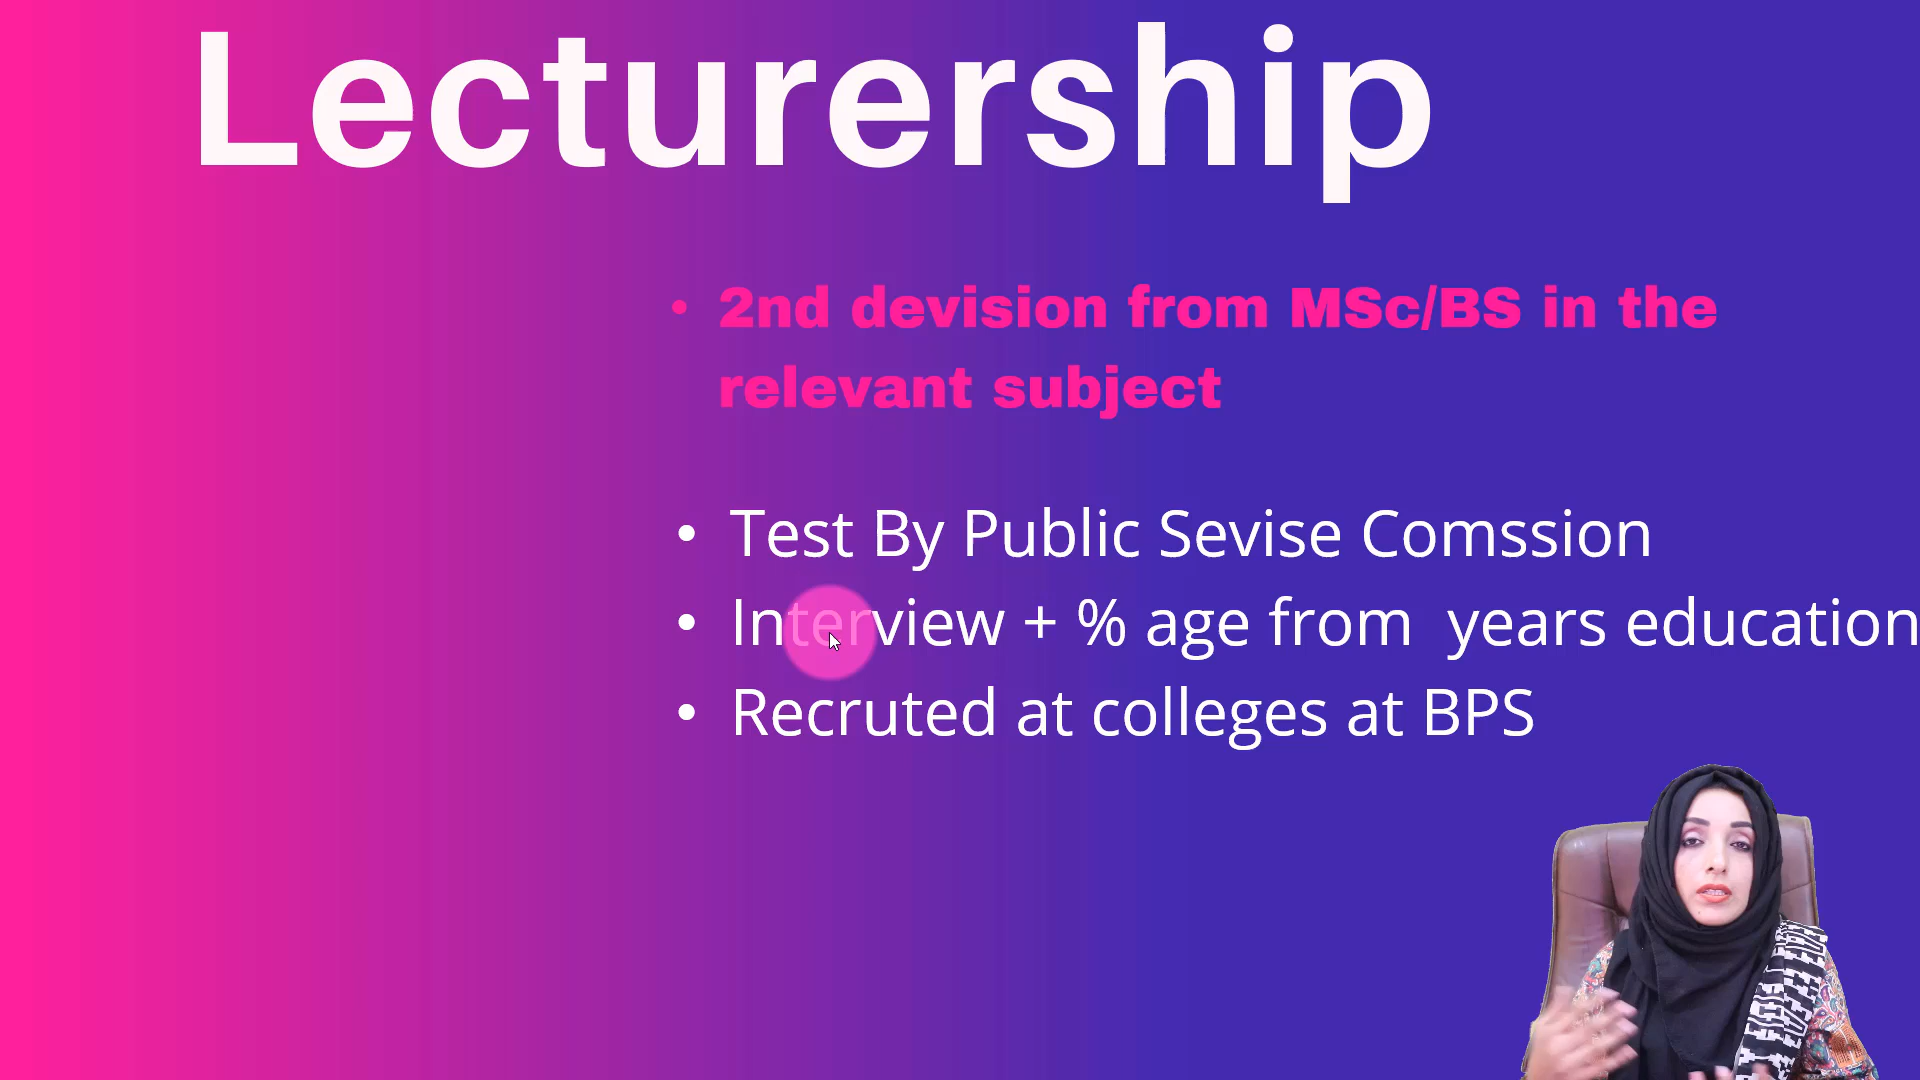 Lecturership
• 2nd devision from MSc/BS in the
relevant subject
• Test By Public Sevise Comssion
• Interview + % age from  years education
• Recruted at colleges at BPS